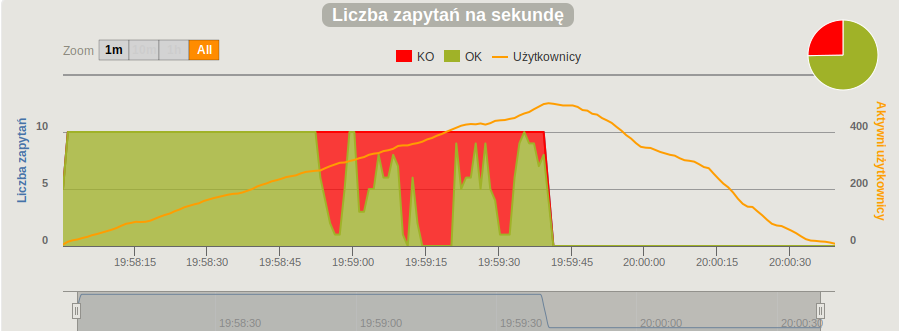 Liczba zapytań na sekundę
Zoom 1m 10m 1h All
KO OK Użytkownicy
Liczba zapytań
10
5
0
400
200
0
Aktywni użytkownicy
19:58:15 19:58:30 19:58:45 19:59:00 19:59:15 19:59:30 19:59:45 20:00:00 20:00:15 20:00:30
19:58:30 19:59:00 19:59:30 20:00:00 20:00:30